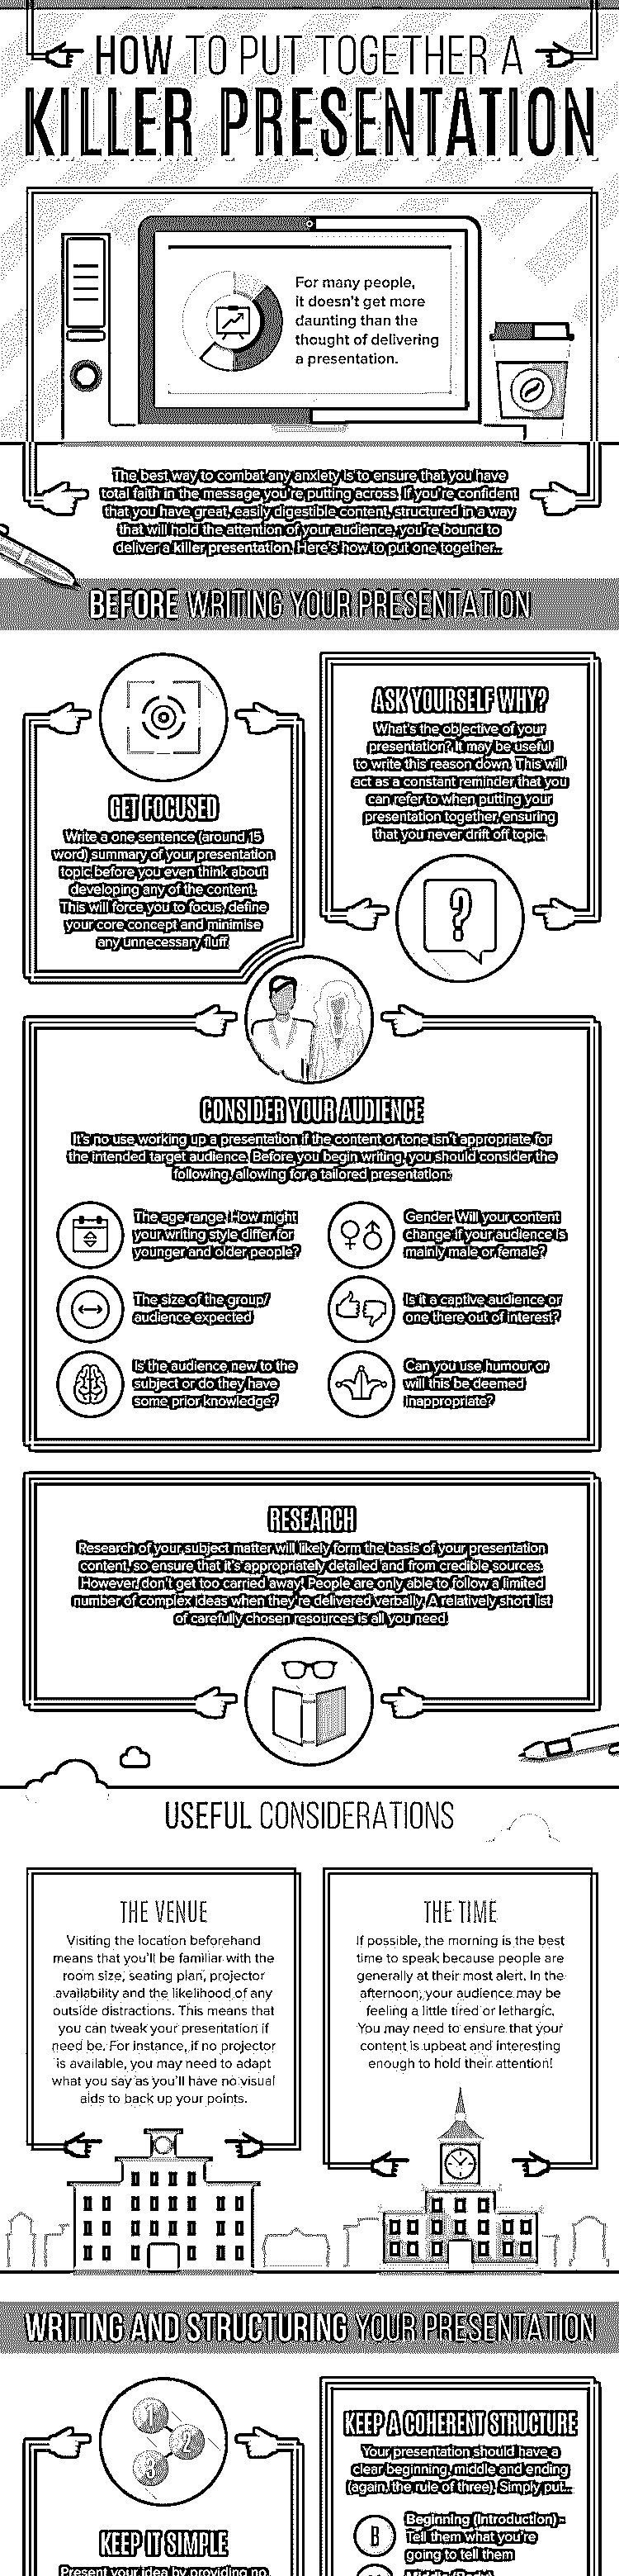 HOW TO PUT TOGETHER A
KILLER PRESENTATION
For many people,
it doesn't get more
daunting than the
thought of delivering
a presentation.
The best way to combat any anxiety is to ensure that you have
total faith in the message you're putting across. If you're confident
that you have great, easily digestible content, structured in a way
that will hold the attention of your audience, you're bound to
deliver a killer presentation. Here's how to put one together...
BEFORE WRITING YOUR PRESENTATION
GET FOCUSED
Write a one sentence (around 15
word) summary of your presentation
topic before you even think about
developing any of the content.
This will force you to focus, define
your core concept and minimise
any unnecessary fluff.
ASK YOURSELF WHY?
What's the objective of your
presentation? It may be useful
to write this reason down. This will
act as a constant reminder that you
can refer to when putting your
presentation together, ensuring
that you never drift off topic.
?
CONSIDER YOUR AUDIENCE
It's no use working up a presentation if the content or tone isn't appropriate for
the intended target audience. Before you begin writing, you should consider the
following, allowing for a tailored presentation:
The age range. How might
your writing style differ for
younger and older people?
Gender. Will your content
change if your audience is
mainly male or female?
The size of the group/
audience expected
Is it a captive audience or
one there out of interest?
Is the audience new to the
subject or do they have
some prior knowledge?
Can you use humour or
will this be deemed
inappropriate?
RESEARCH
Research of your subject matter will likely form the basis of your presentation
content, so ensure that it's appropriately detailed and from credible sources.
However, don't get too carried away! People are only able to follow a limited
number of complex ideas when they're delivered verbally. A relatively short list
of carefully chosen resources is all you need.
USEFUL CONSIDERATIONS
THE VENUE
Visiting the location beforehand
means that you'll be familiar with the
room size, seating plan, projector
availability and the likelihood of any
outside distractions. This means that
you can tweak your presentation if
need be. For instance, if no projector
is available, you may need to adapt
what you say as you'll have no visual
aids to back up your points.
THE TIME
If possible, the morning is the best
time to speak because people are
generally at their most alert. In the
afternoon, your audience may be
feeling a little tired or lethargic.
You may need to ensure that your
content is upbeat and interesting
enough to hold their attention!
WRITING AND STRUCTURING YOUR PRESENTATION
1
2
3
KEEP IT SIMPLE
Present your idea by providing no
KEEP A COHERENT STRUCTURE
Your presentation should have a
clear beginning, middle and ending
(again, the rule of three). Simply put...
B
Beginning (Introduction) -
Tell them what you're
going to tell them
Middle (Body)